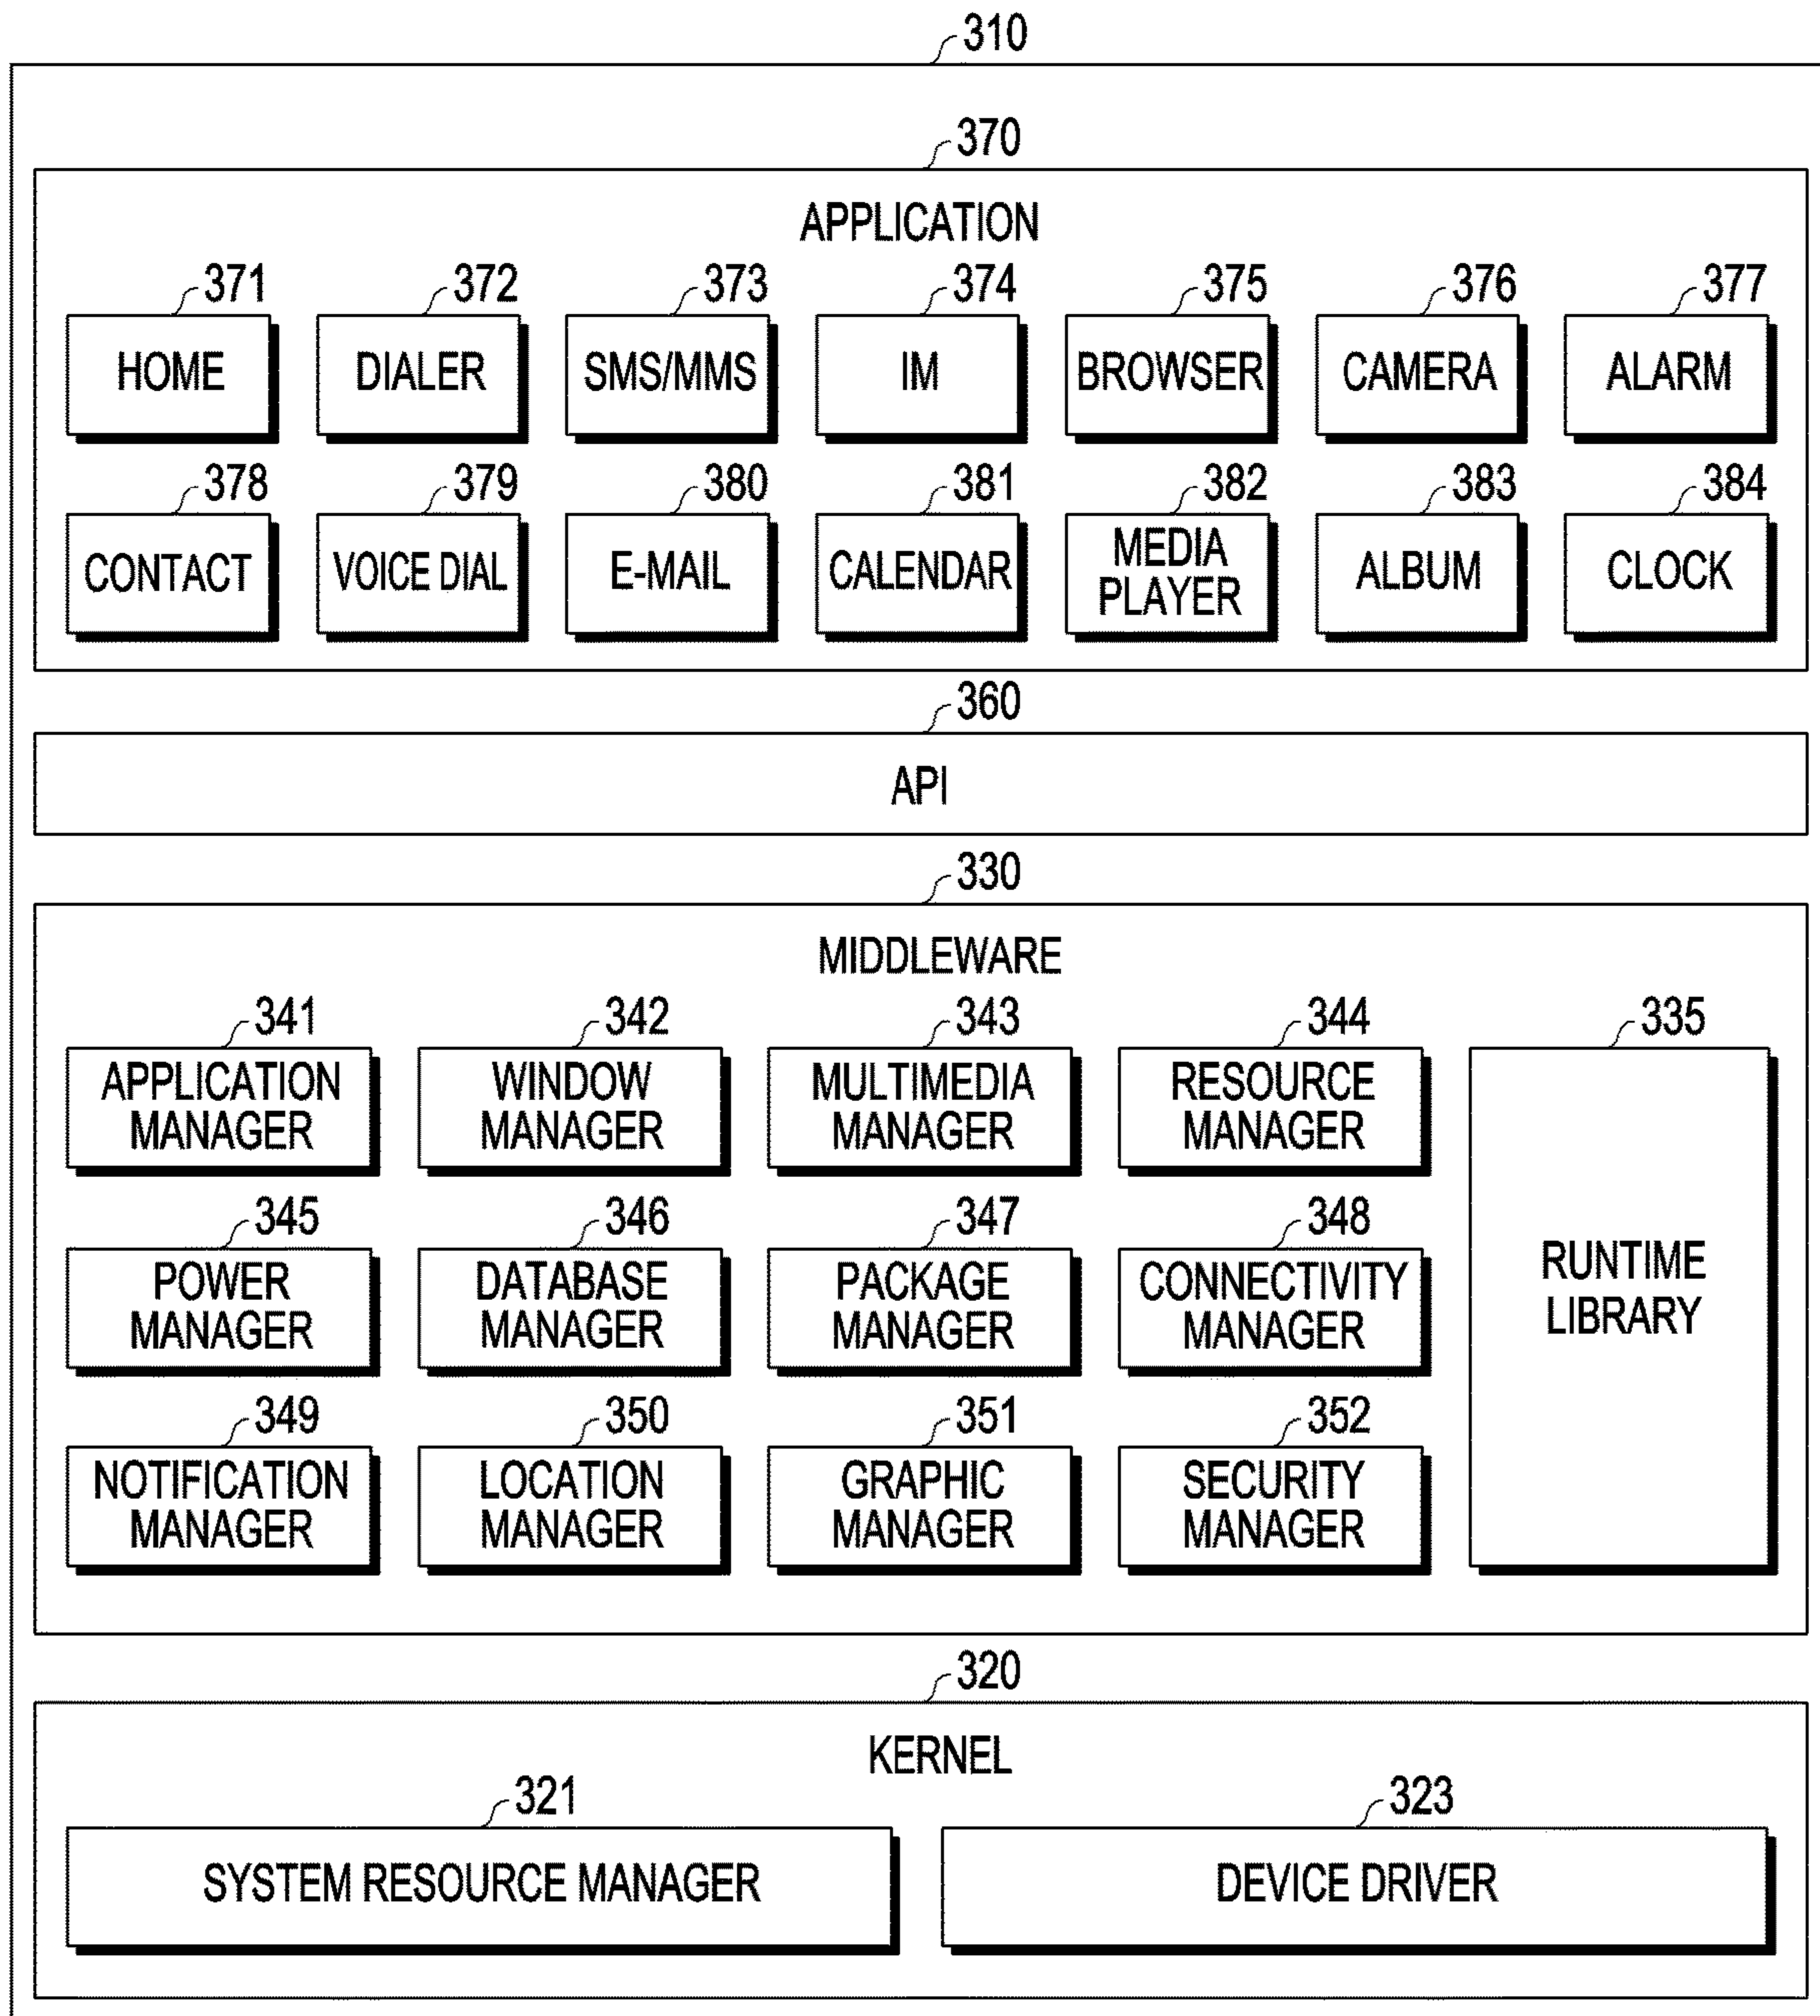 310
370
APPLICATION
371 372 373 374 375 376 377
HOME DIALER SMS/MMS IM BROWSER CAMERA ALARM
378 379 380 381 382 383 384
CONTACT VOICE DIAL E-MAIL CALENDAR MEDIA PLAYER ALBUM CLOCK
360
API
330
MIDDLEWARE
341 342 343 344 335
APPLICATION MANAGER WINDOW MANAGER MULTIMEDIA MANAGER RESOURCE MANAGER
345 346 347 348
POWER MANAGER DATABASE MANAGER PACKAGE MANAGER CONNECTIVITY MANAGER RUNTIME LIBRARY
349 350 351 352
NOTIFICATION MANAGER LOCATION MANAGER GRAPHIC MANAGER SECURITY MANAGER
320
KERNEL
321 323
SYSTEM RESOURCE MANAGER DEVICE DRIVER